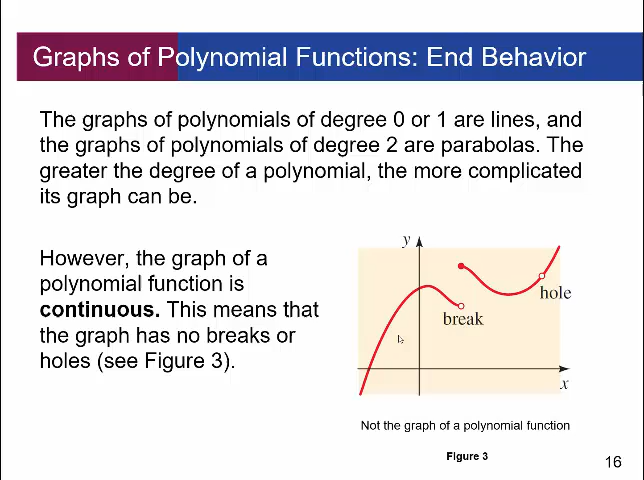 Graphs of Polynomial Functions: End Behavior
The graphs of polynomials of degree 0 or 1 are lines, and
the graphs of polynomials of degree 2 are parabolas. The
greater the degree of a polynomial, the more complicated
its graph can be.
However, the graph of a
polynomial function is
continuous. This means that
the graph has no breaks or
holes (see Figure 3).
y
hole
break
x
Not the graph of a polynomial function
Figure 3
16